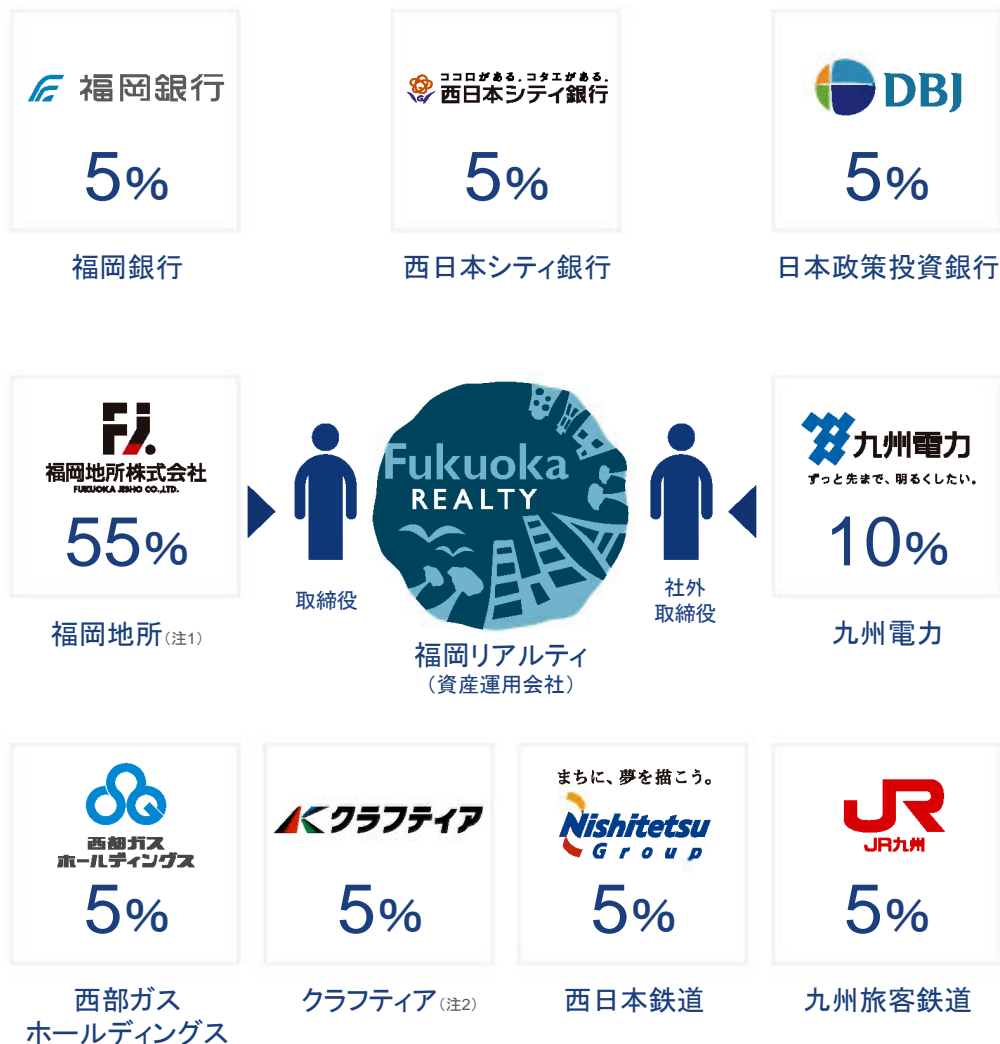 福岡銀行
ココロがある。コタエがある。
西日本シティ銀行
DBJ
5%
5%
5%
福岡銀行
西日本シティ銀行
日本政策投資銀行
FJ.
福岡地所株式会社
FUKUOKA JISHO CO.,LTD.
55%
福岡地所(注1)
取締役
Fukuoka
REALTY
福岡リアルティ
(資産運用会社)
社外
取締役
九州電力
ずっと先まで、明るくしたい。
10%
九州電力
西部ガス
ホールディングス
5%
西部ガス
ホールディングス
クラフティア
5%
クラフティア(注2)
まちに、夢を描こう。
Nishitetsu
Group
5%
西日本鉄道
JR
JR九州
5%
九州旅客鉄道